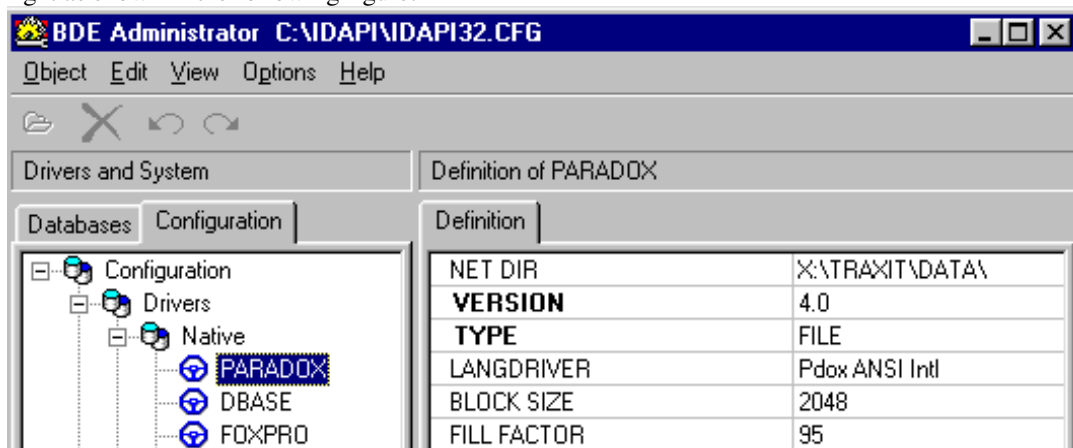 BDE Administrator C:\IDAPI\IDAPI32.CFG
Object Edit View Options Help
Drivers and System
Definition of PARADOX
Databases Configuration
Definition
Configuration
Drivers
Native
PARADOX
DBASE
FOXPRO
NET DIR X:\TRAXIT\DATA\
VERSION 4.0
TYPE FILE
LANGDRIVER Pdox ANSI Intl
BLOCK SIZE 2048
FILL FACTOR 95